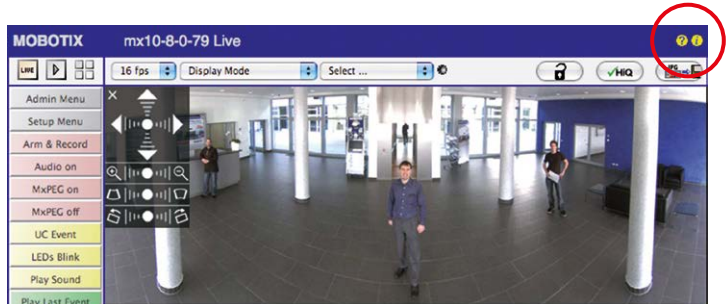 MOBOTIX mx10-8-0-79 Live ? i
LIVE 16 fps Display Mode Select ... HiQ
Admin Menu
Setup Menu
Arm & Record
Audio on
MxPEG on
MxPEG off
UC Event
LEDs Blink
Play Sound
Play Last Event